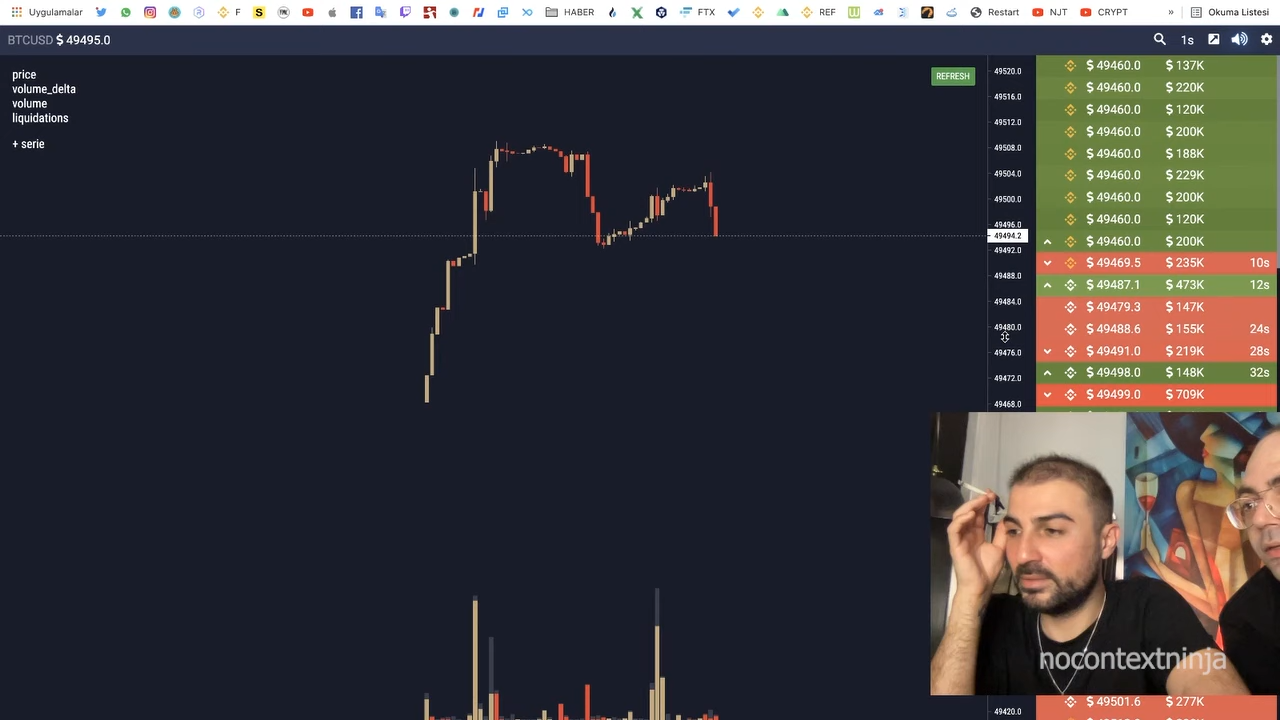 Uygulamalar F S HABER FTX REF Restart NJT CRYPT » Okuma Listesi
BTCUSD $ 49495.0 1s
price
volume_delta
volume
liquidations
+ serie
REFRESH
49520.0
49516.0
49512.0
49508.0
49504.0
49500.0
49496.0
49494.2
49492.0
49488.0
49484.0
49480.0
49476.0
49472.0
49468.0
49420.0
$ 49460.0 $ 137K
$ 49460.0 $ 220K
$ 49460.0 $ 120K
$ 49460.0 $ 200K
$ 49460.0 $ 188K
$ 49460.0 $ 229K
$ 49460.0 $ 200K
$ 49460.0 $ 120K
$ 49460.0 $ 200K
$ 49469.5 $ 235K 10s
$ 49487.1 $ 473K 12s
$ 49479.3 $ 147K
$ 49488.6 $ 155K 24s
$ 49491.0 $ 219K 28s
$ 49498.0 $ 148K 32s
$ 49499.0 $ 709K
nocontextninja
$ 49501.6 $ 277K